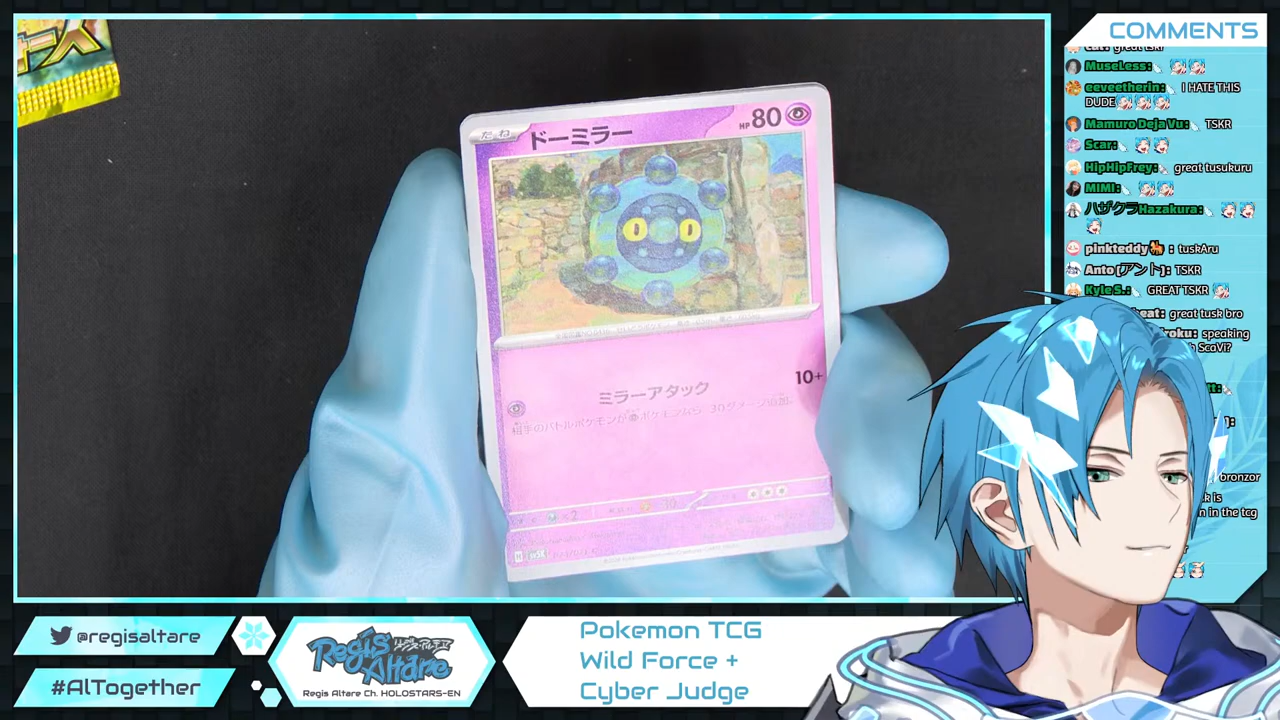 COMMENTS
MuseLess:
eeveetherin: I HATE THIS
DUDE
Mamuro Deja Vu: TSKR
Scar:
HipHipFrey: great tusukuru
MIMI:
ハザクラHazakura:
pinkteddy : tuskAru
Anto [アント]: TSKR
Kyle S.: GREAT TSKR
great tusk bro
speaking
ScaVi?
bronzor
is
in the tcg
たね
ドーミラー
HP 80
ミラーアタック
10+
相手のバトルポケモンが ポケモンなら、30ダメージ追加。
×2
sv5K
@regisaltare
#AlTogether
Regis
Altare
Regis Altare Ch. HOLOSTARS-EN
Pokemon TCG
Wild Force +
Cyber Judge